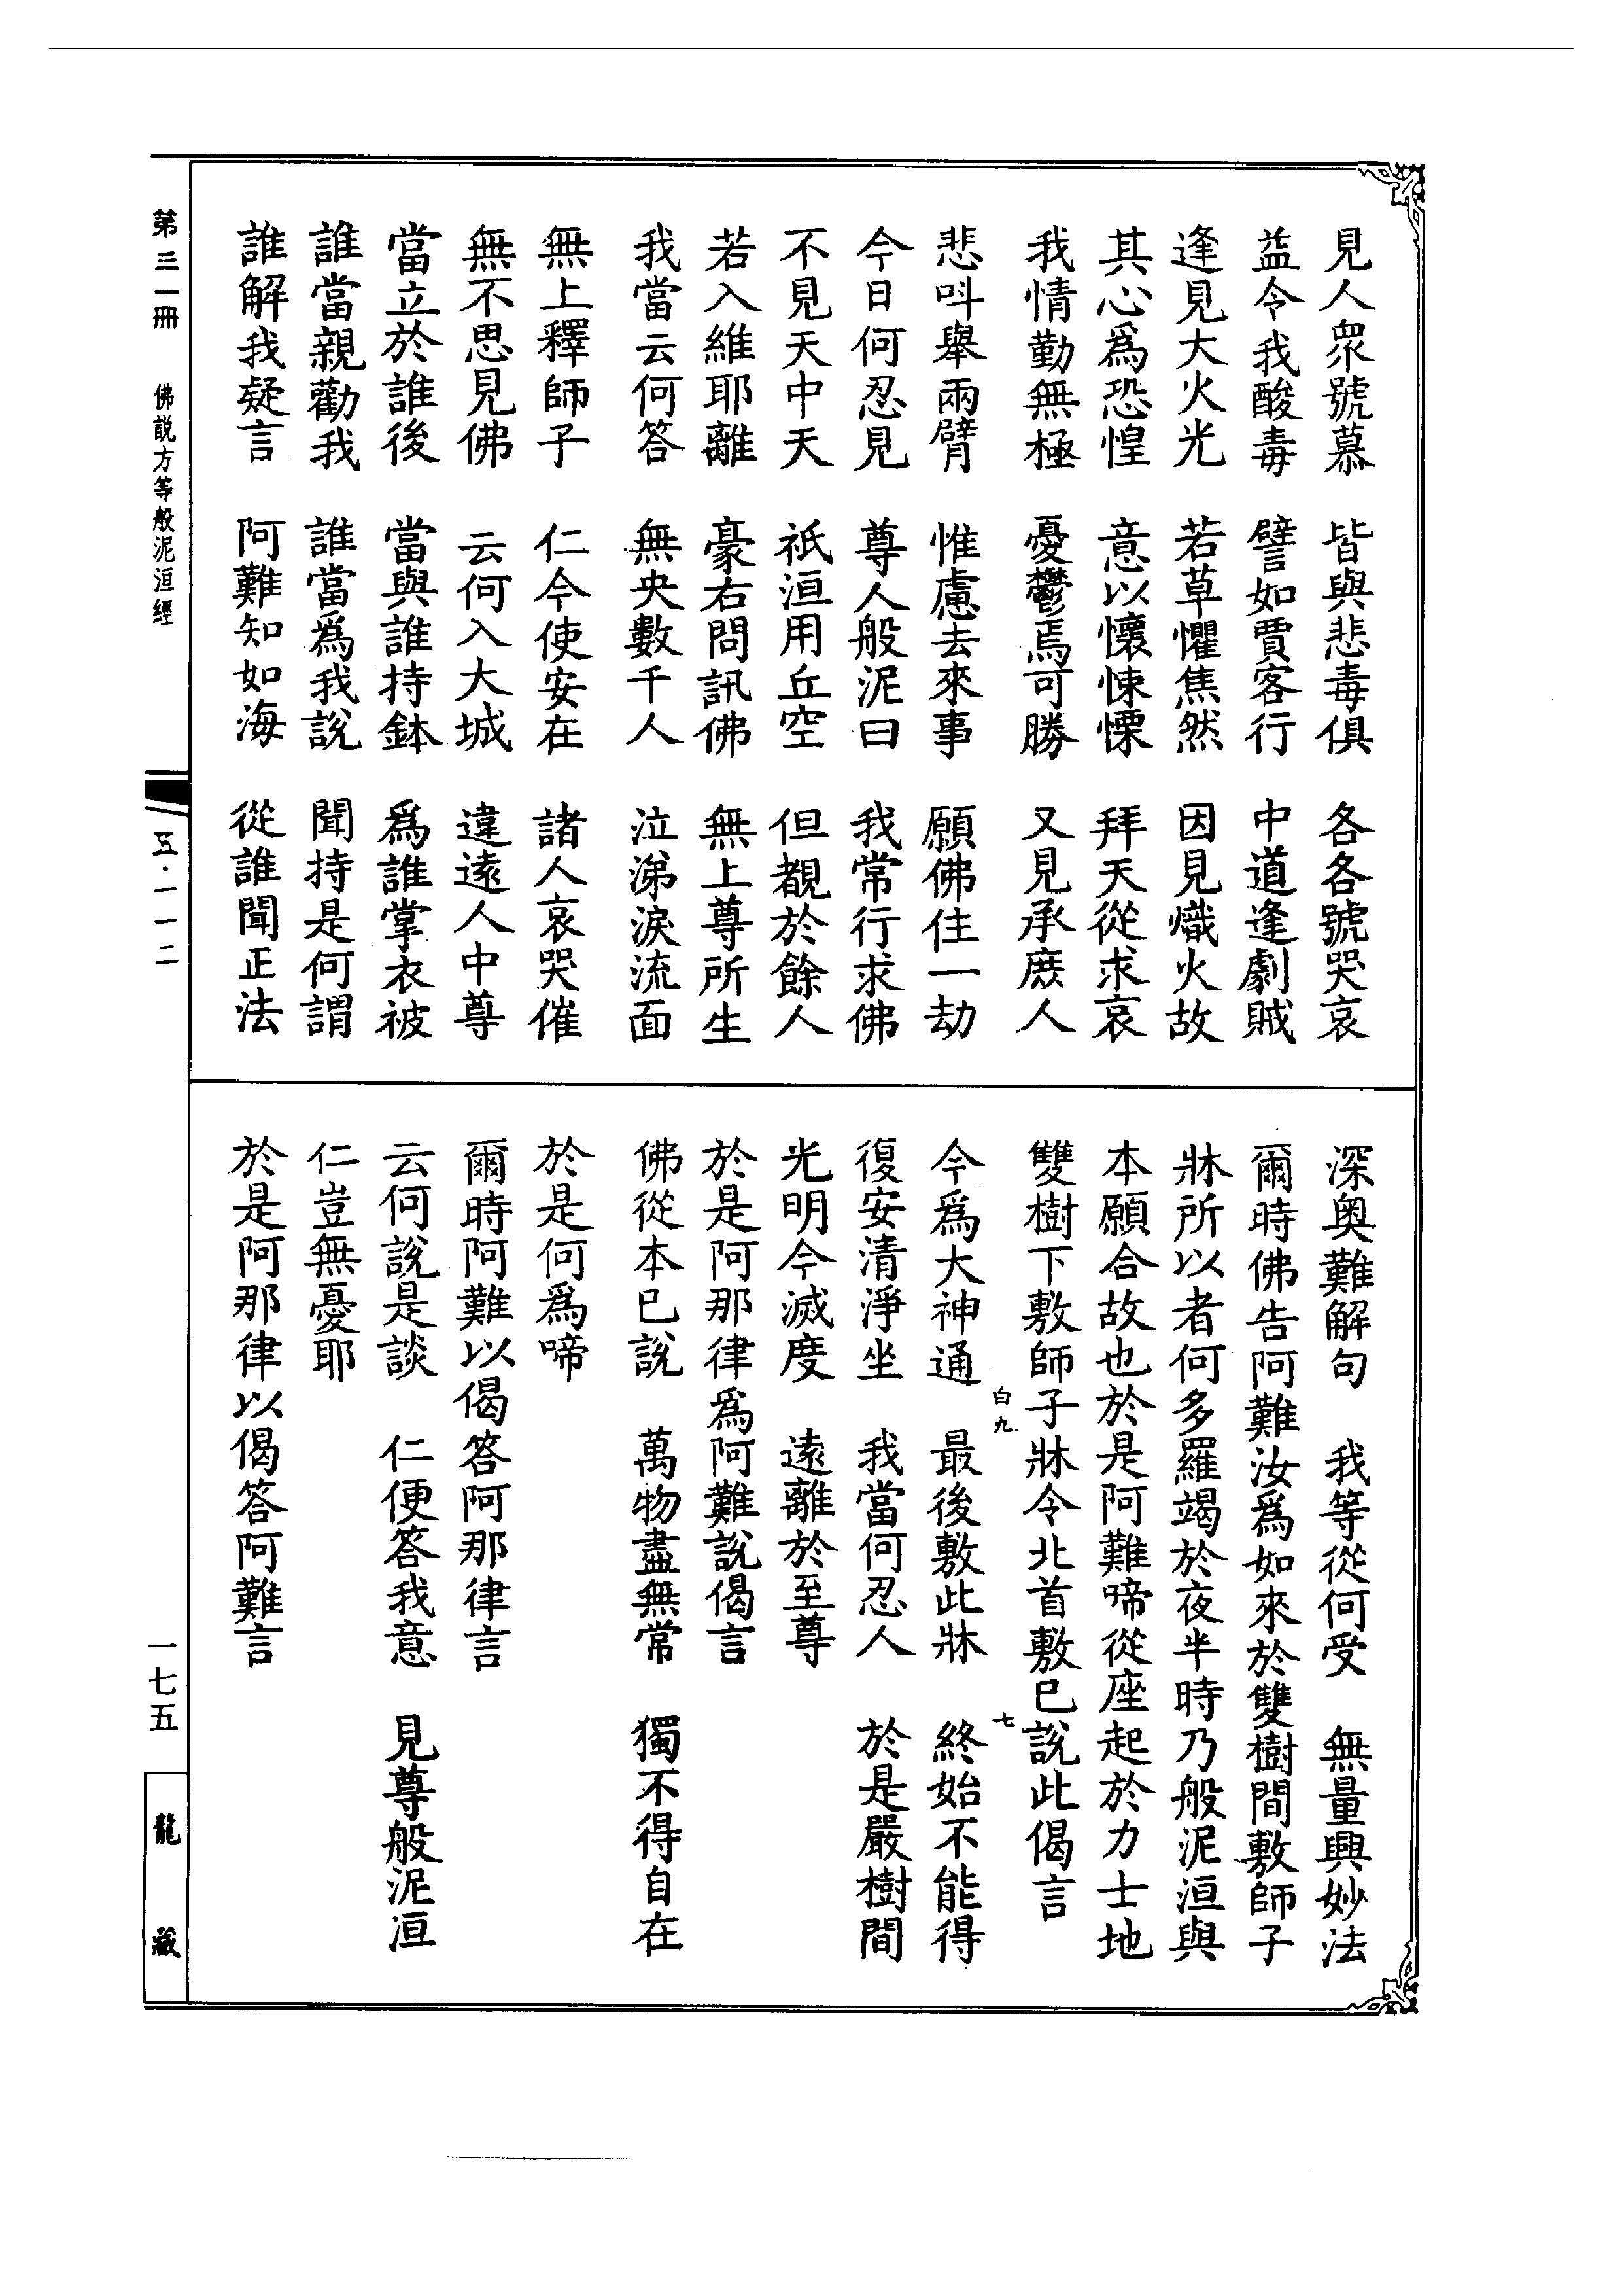 見人衆號慕　皆與悲毒俱　各各號哭哀
益令我酸毒　譬如賈客行　中道逢劇賊
逢見大火光　若草懼焦然　因見熾火故
其心爲恐惶　意以懷悚慄　拜天從求哀
我情勤無極　憂鬱焉可勝　又見承庶人
悲呌舉兩臂　惟慮去來事　願佛住一劫
今日何忍見　尊人般泥曰　我常行求佛
不見天中天　祇洹用丘空　但覩於餘人
若入維耶離　豪右問訊佛　無上尊所生
我當云何答　無央數千人　泣涕淚流面
無上釋師子　仁今使安在　諸人哀哭催
無不思見佛　云何入大城　違遠人中尊
當立於誰後　當與誰持鉢　爲誰掌衣被
誰當親勸我　誰當爲我說　聞持是何謂
誰解我疑言　阿難知如海　從誰聞正法
深奥難解句　我等從何受　無量興妙法
爾時佛告阿難汝爲如來於雙樹間敷師子
牀所以者何多羅竭於夜半時乃般泥洹與
本願合故也於是阿難啼從座起於力士地
雙樹下敷師子牀令北首敷已說此偈言
白九
七
今爲大神通　最後敷此牀　終始不能得
復安清淨坐　我當何忍人　於是嚴樹間
光明今滅度　遠離於至尊
於是阿那律爲阿難說偈言
佛從本已說　萬物盡無常　獨不得自在
於是何爲啼
爾時阿難以偈答阿那律言
云何說是談　仁便答我意　見尊般泥洹
仁豈無憂耶
於是阿那律以偈答阿難言
第三一冊　佛説方等般泥洹經
五·一一二
一七五
龍藏